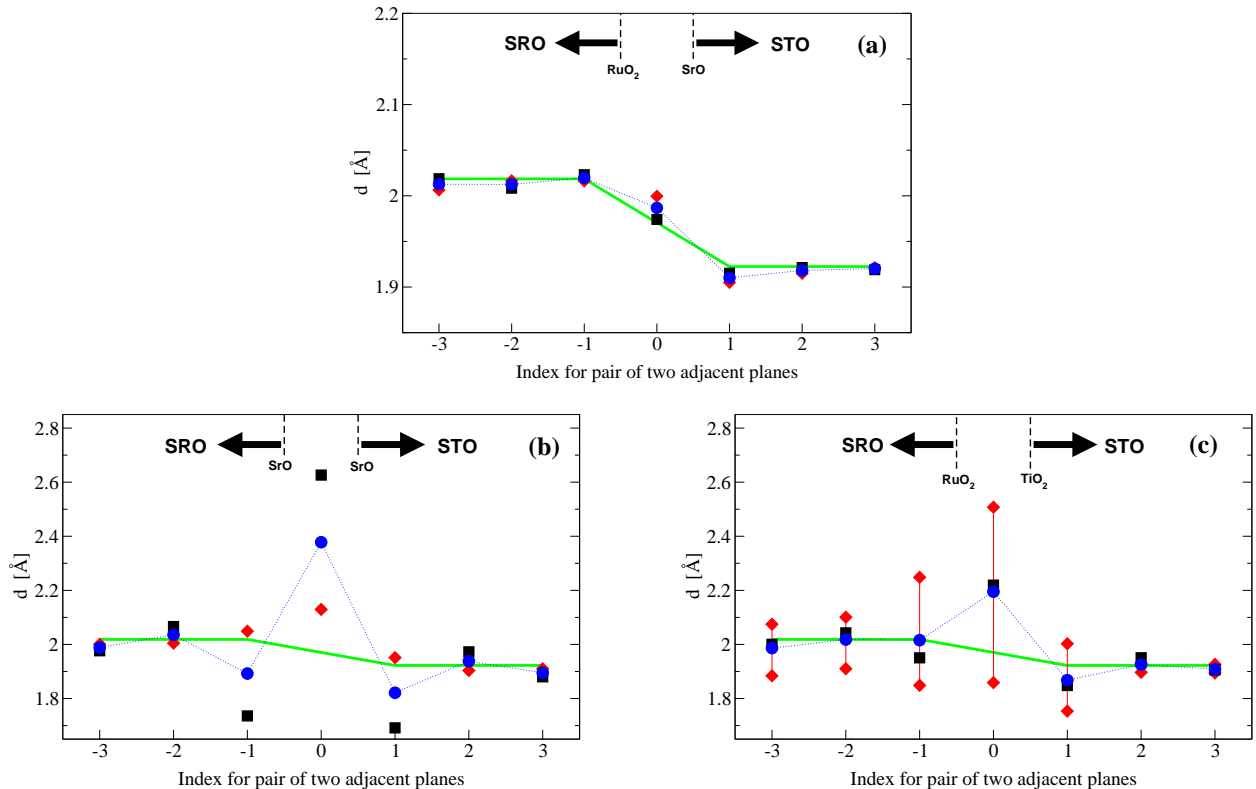 2.2
SRO
STO
(a)
RuO2
SrO
2.1
d [Å]
2
1.9
-3 -2 -1 0 1 2 3
Index for pair of two adjacent planes
2.8
SRO
STO
(b)
SrO
SrO
2.6
2.4
d [Å]
2.2
2
1.8
-3 -2 -1 0 1 2 3
Index for pair of two adjacent planes
2.8
SRO
STO
(c)
RuO2
TiO2
2.6
2.4
d [Å]
2.2
2
1.8
-3 -2 -1 0 1 2 3
Index for pair of two adjacent planes